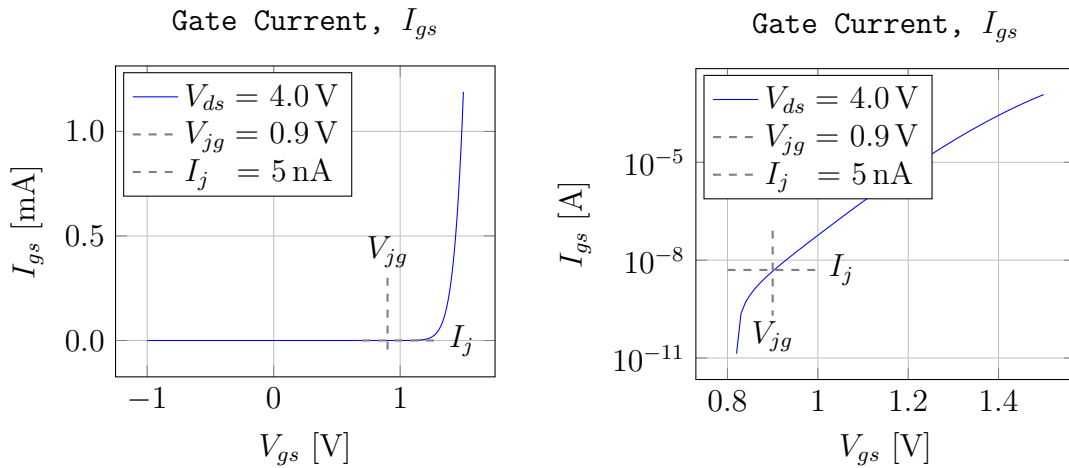 Gate Current, I_gs
V_ds = 4.0 V
V_jg = 0.9 V
I_j = 5 nA
1.0
0.5
0.0
I_gs [mA]
V_jg
I_j
−1
0
1
V_gs [V]
Gate Current, I_gs
V_ds = 4.0 V
V_jg = 0.9 V
I_j = 5 nA
10^−5
10^−8
10^−11
I_gs [A]
I_j
V_jg
0.8
1
1.2
1.4
V_gs [V]